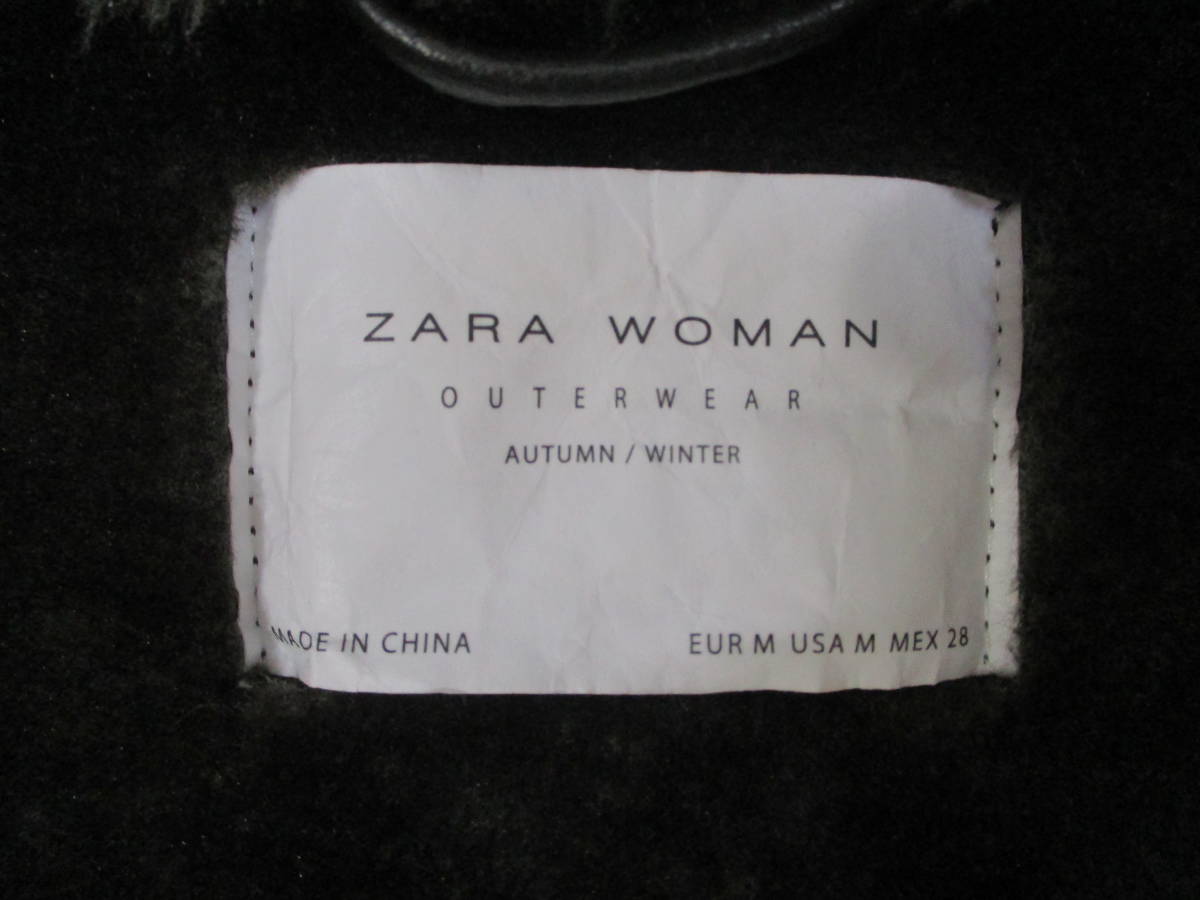 ZARA WOMAN
OUTERWEAR
AUTUMN / WINTER
MADE IN CHINA
EUR M USA M MEX 28